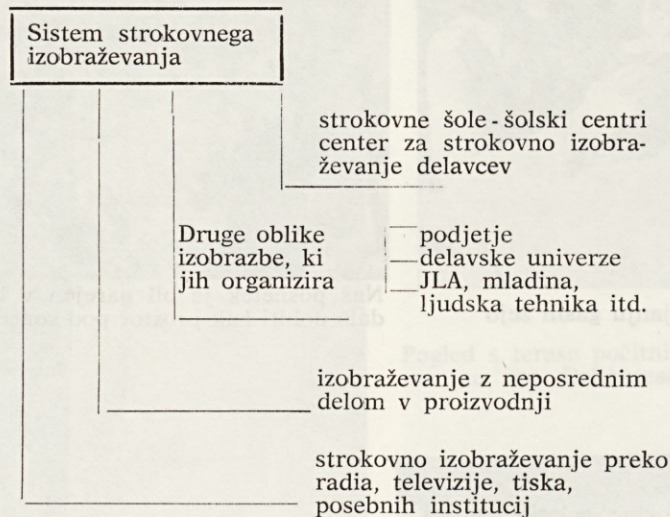 Sistem strokovnega
izobraževanja
strokovne šole - šolski centri
center za strokovno izobra-
ževanje delavcev
Druge oblike
izobrazbe, ki
jih organizira
podjetje
delavske univerze
JLA, mladina,
ljudska tehnika itd.
izobraževanje z neposrednim
delom v proizvodnji
strokovno izobraževanje preko
radia, televizije, tiska,
posebnih institucij